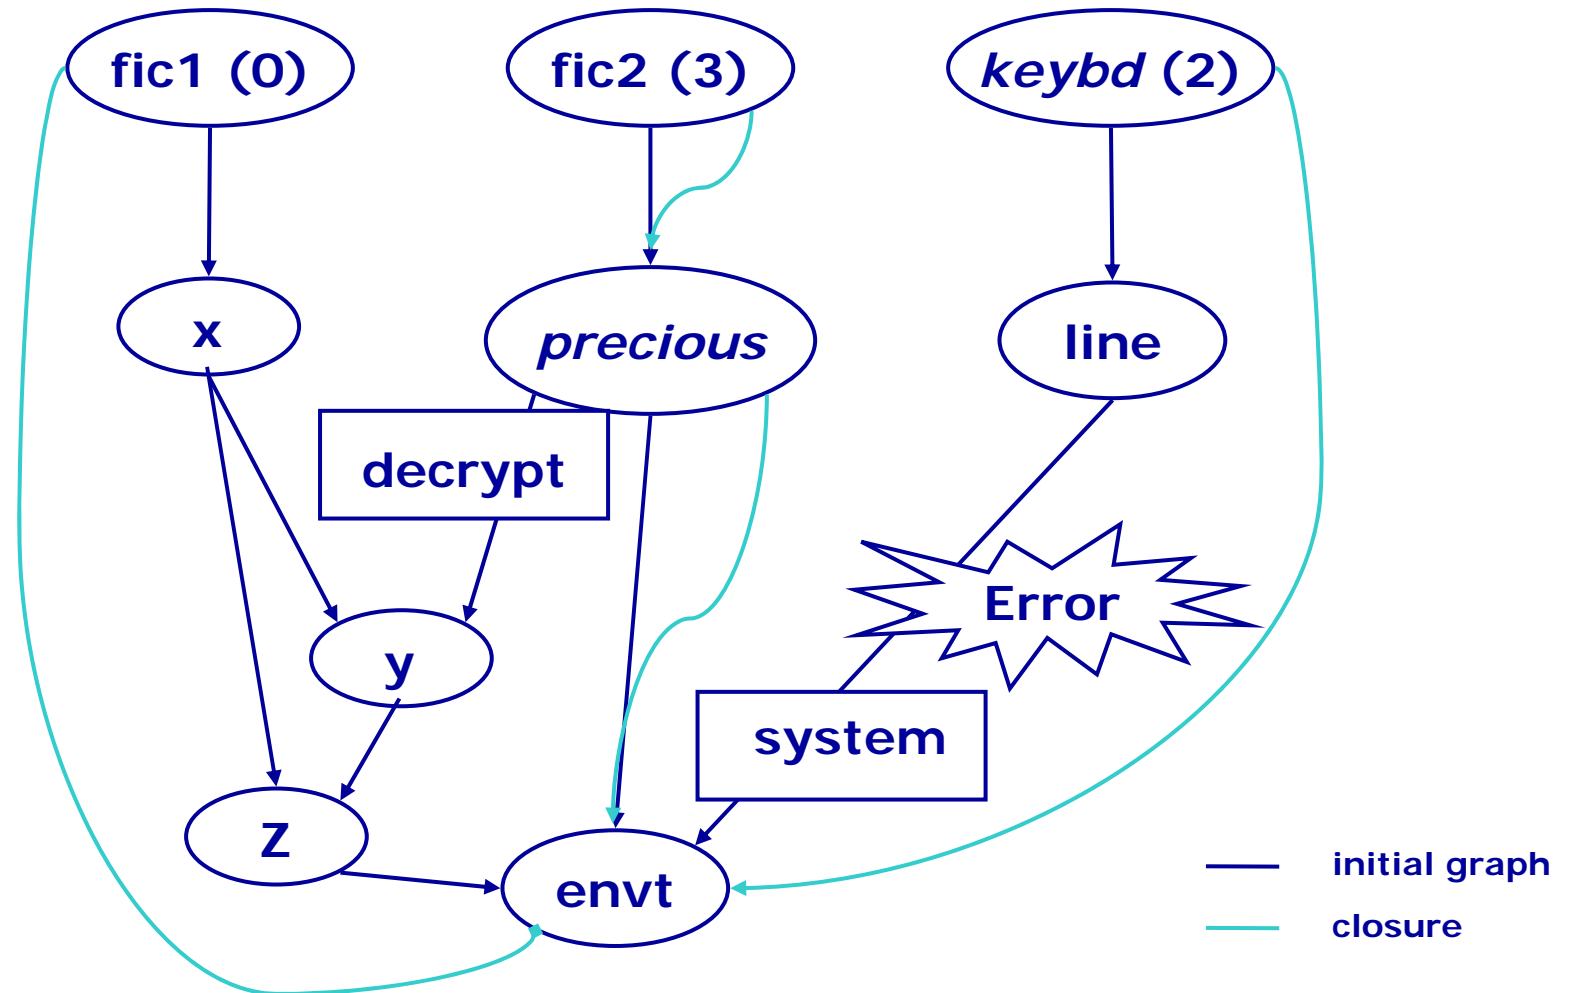 fic1 (0)
fic2 (3)
keybd (2)
x
precious
line
decrypt
Error
y
system
Z
envt
initial graph
closure